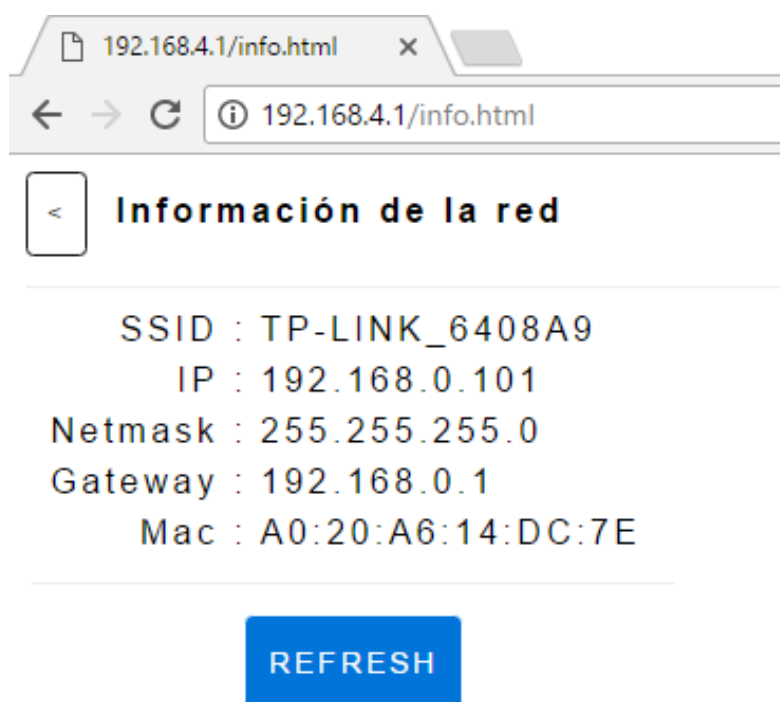 192.168.4.1/info.html
192.168.4.1/info.html
< Información de la red
SSID : TP-LINK_6408A9
IP : 192.168.0.101
Netmask : 255.255.255.0
Gateway : 192.168.0.1
Mac : A0:20:A6:14:DC:7E
REFRESH